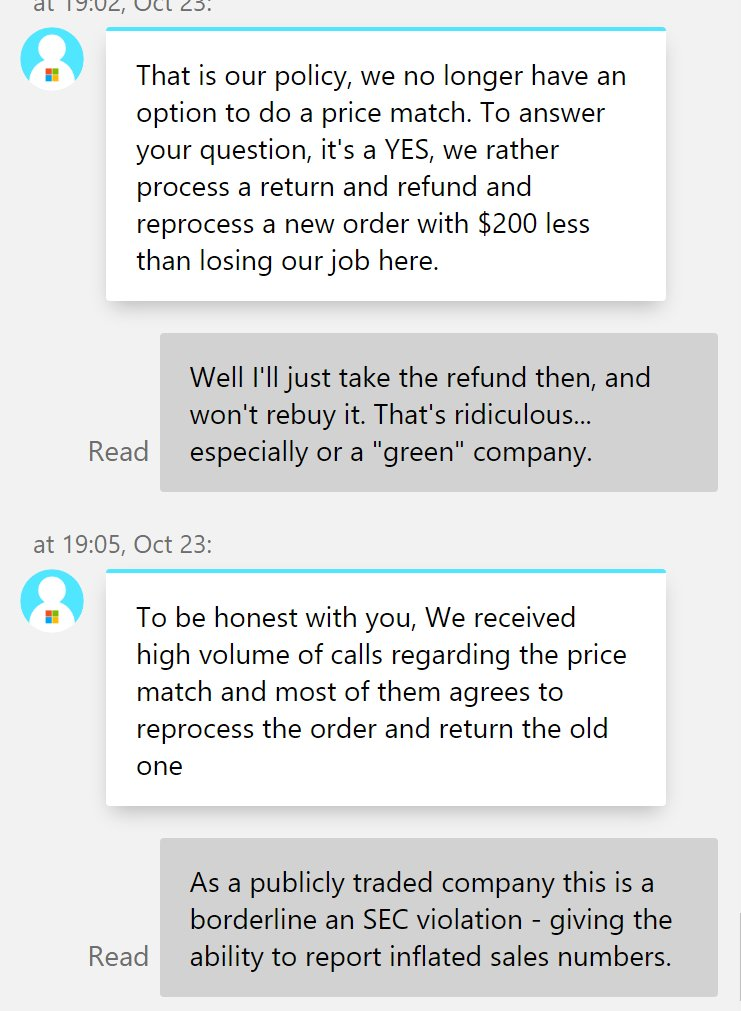 at 19:02, Oct 23:
That is our policy, we no longer have an
option to do a price match. To answer
your question, it's a YES, we rather
process a return and refund and
reprocess a new order with $200 less
than losing our job here.
Well I'll just take the refund then, and
won't rebuy it. That's ridiculous...
Read
especially or a "green" company.
at 19:05, Oct 23:
To be honest with you, We received
high volume of calls regarding the price
match and most of them agrees to
reprocess the order and return the old
one
As a publicly traded company this is a
borderline an SEC violation - giving the
Read
ability to report inflated sales numbers.